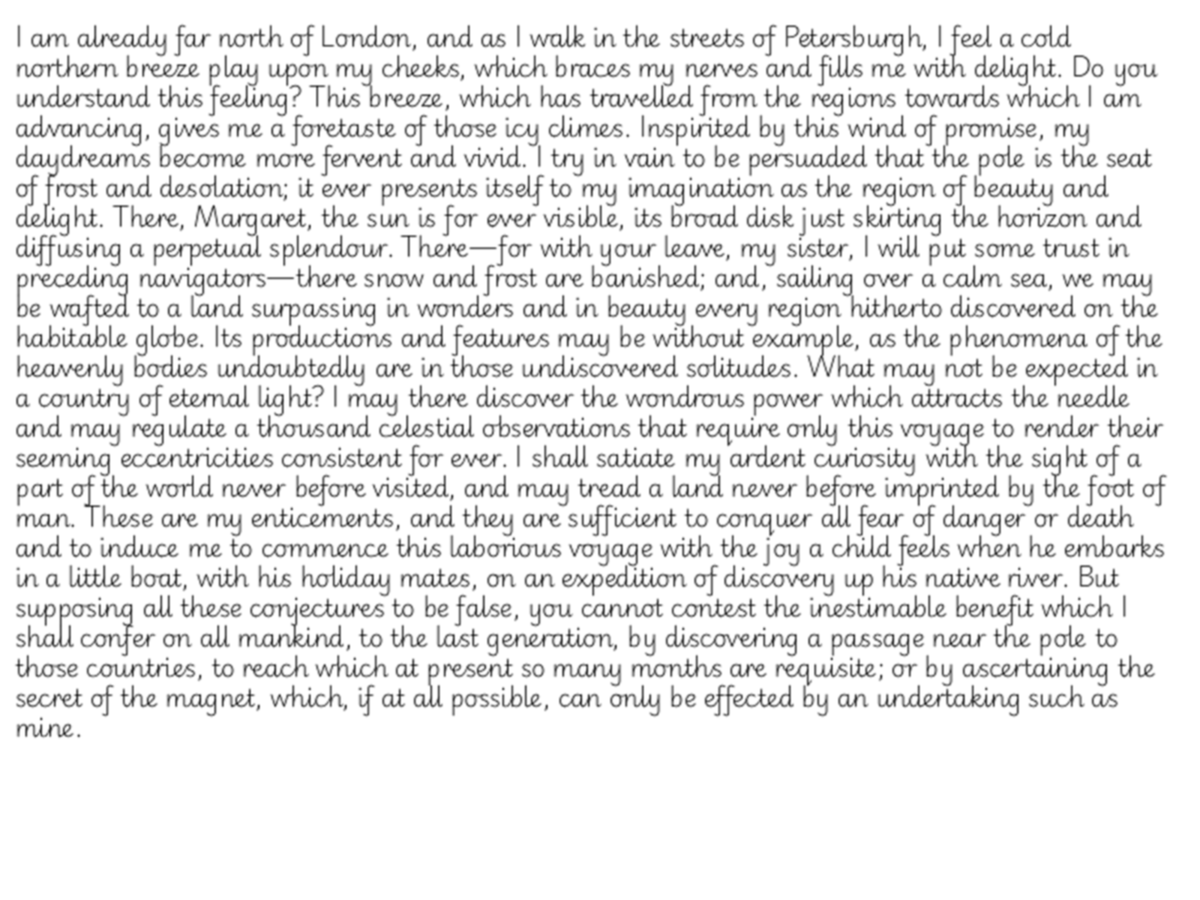 I am already far north of London, and as I walk in the streets of Petersburgh, I feel a cold
northern breeze play upon my cheeks, which braces my nerves and fills me with delight. Do you
understand this feeling? This breeze, which has travelled from the regions towards which I am
advancing, gives me a foretaste of those icy climes. Inspirited by this wind of promise, my
daydreams become more fervent and vivid. I try in vain to be persuaded that the pole is the seat
of frost and desolation; it ever presents itself to my imagination as the region of beauty and
delight. There, Margaret, the sun is for ever visible, its broad disk just skirting the horizon and
diffusing a perpetual splendour. There—for with your leave, my sister, I will put some trust in
preceding navigators—there snow and frost are banished; and, sailing over a calm sea, we may
be wafted to a land surpassing in wonders and in beauty every region hitherto discovered on the
habitable globe. Its productions and features may be without example, as the phenomena of the
heavenly bodies undoubtedly are in those undiscovered solitudes. What may not be expected in
a country of eternal light? I may there discover the wondrous power which attracts the needle
and may regulate a thousand celestial observations that require only this voyage to render their
seeming eccentricities consistent for ever. I shall satiate my ardent curiosity with the sight of a
part of the world never before visited, and may tread a land never before imprinted by the foot of
man. These are my enticements, and they are sufficient to conquer all fear of danger or death
and to induce me to commence this laborious voyage with the joy a child feels when he embarks
in a little boat, with his holiday mates, on an expedition of discovery up his native river. But
supposing all these conjectures to be false, you cannot contest the inestimable benefit which I
shall confer on all mankind, to the last generation, by discovering a passage near the pole to
those countries, to reach which at present so many months are requisite; or by ascertaining the
secret of the magnet, which, if at all possible, can only be effected by an undertaking such as
mine.